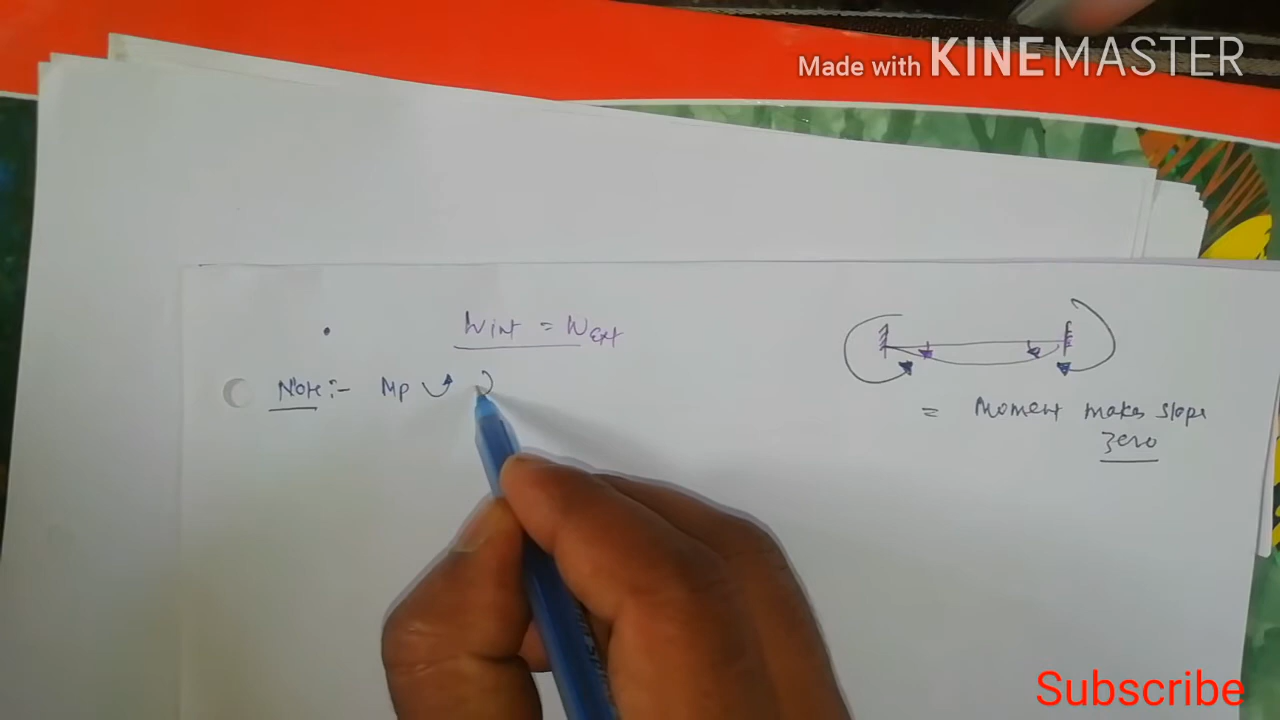 Made with KINEMASTER
Wint = WExt
Note :- Mp
= Moment makes slope
zero
Subscribe